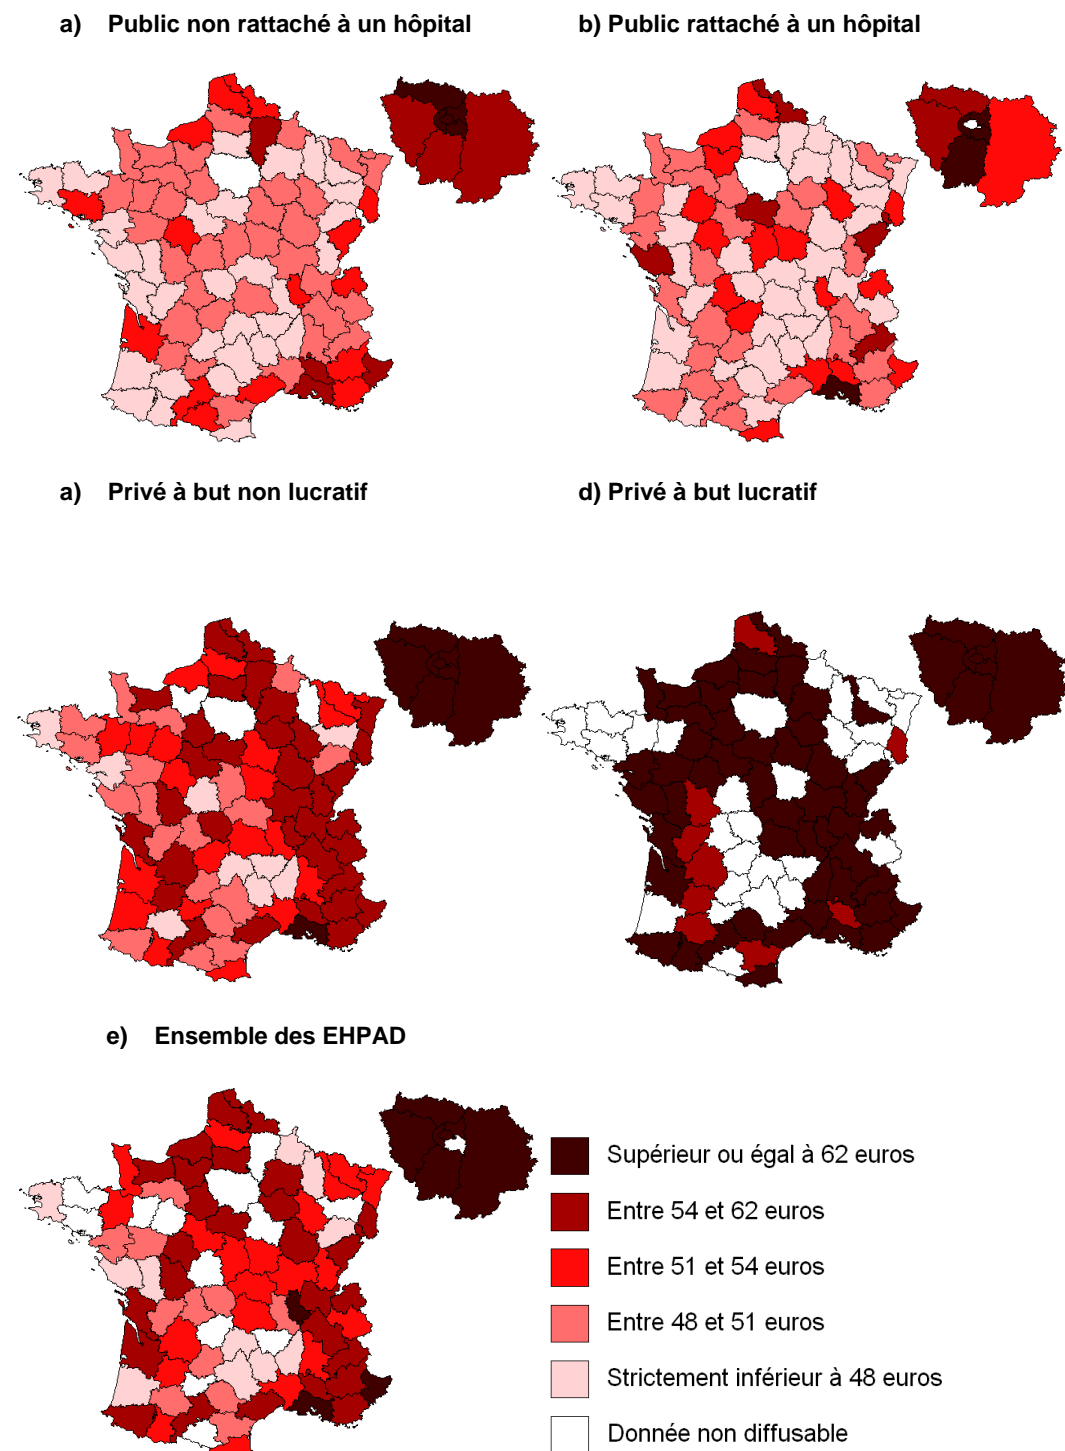 a) Public non rattaché à un hôpital
b) Public rattaché à un hôpital
a) Privé à but non lucratif
d) Privé à but lucratif
e) Ensemble des EHPAD
Supérieur ou égal à 62 euros
Entre 54 et 62 euros
Entre 51 et 54 euros
Entre 48 et 51 euros
Strictement inférieur à 48 euros
Donnée non diffusable